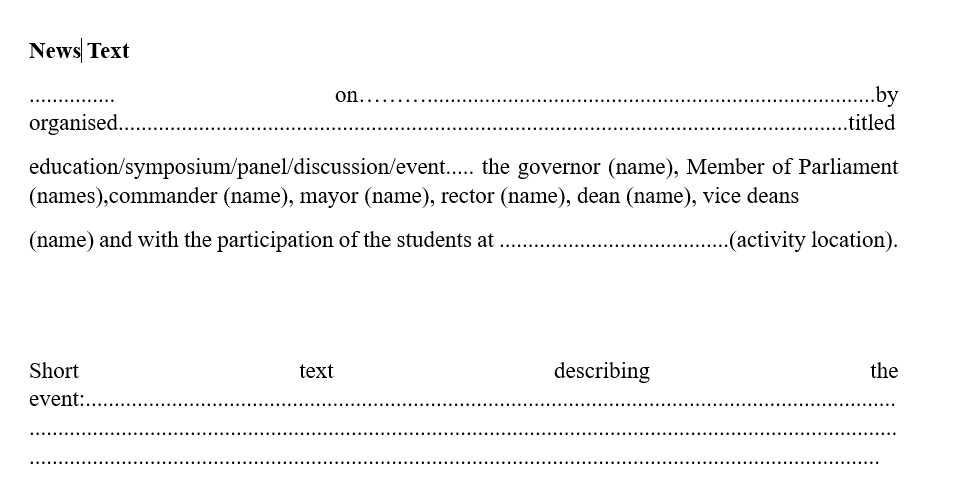 News Text
............... on……….............................................................................by
organised...............................................................................................................................titled
education/symposium/panel/discussion/event..... the governor (name), Member of Parliament
(names),commander (name), mayor (name), rector (name), dean (name), vice deans
(name) and with the participation of the students at ........................................(activity location).
Short text describing the
event:.............................................................................................................................................
.......................................................................................................................................................
....................................................................................................................................................